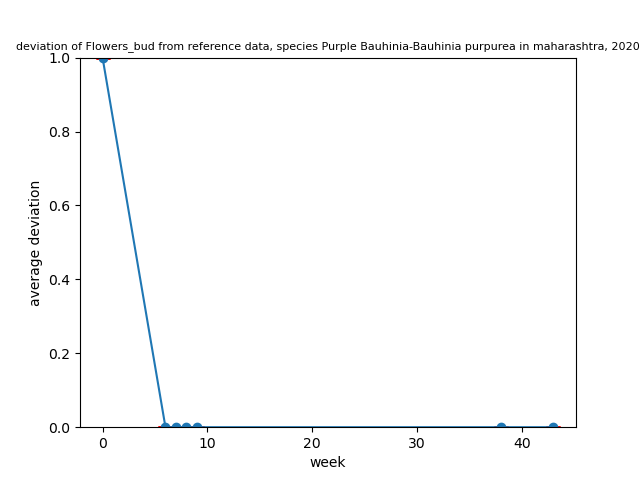 deviation of Flowers_bud from reference data, species Purple Bauhinia-Bauhinia purpurea in maharashtra, 2020
1.0
0.8
0.6
0.4
0.2
0.0
average deviation
0 10 20 30 40
week